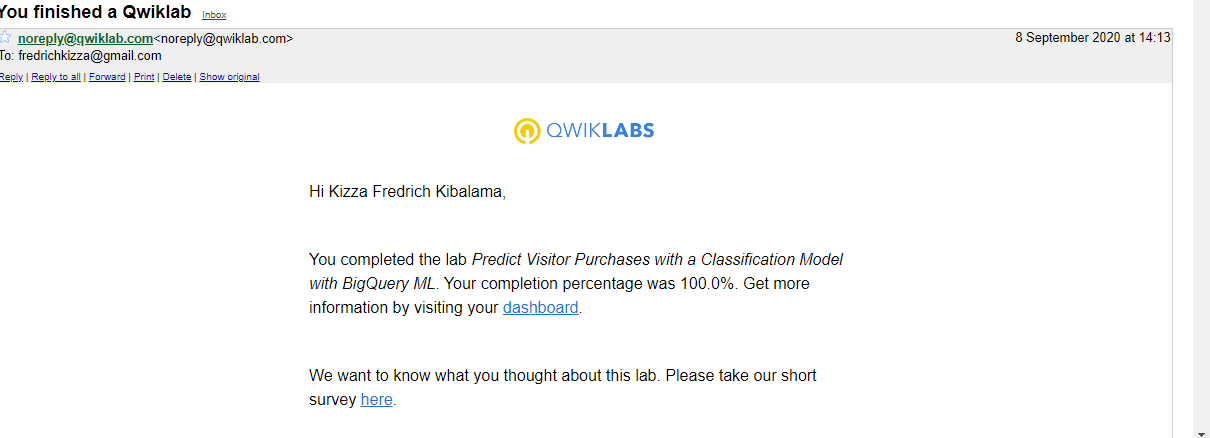 You finished a Qwiklab Inbox
noreply@qwiklab.com<noreply@qwiklab.com> 8 September 2020 at 14:13
To: fredrichkizza@gmail.com
Reply | Reply to all | Forward | Print | Delete | Show original
QWIKLABS
Hi Kizza Fredrich Kibalama,
You completed the lab Predict Visitor Purchases with a Classification Model
with BigQuery ML. Your completion percentage was 100.0%. Get more
information by visiting your dashboard.
We want to know what you thought about this lab. Please take our short
survey here.